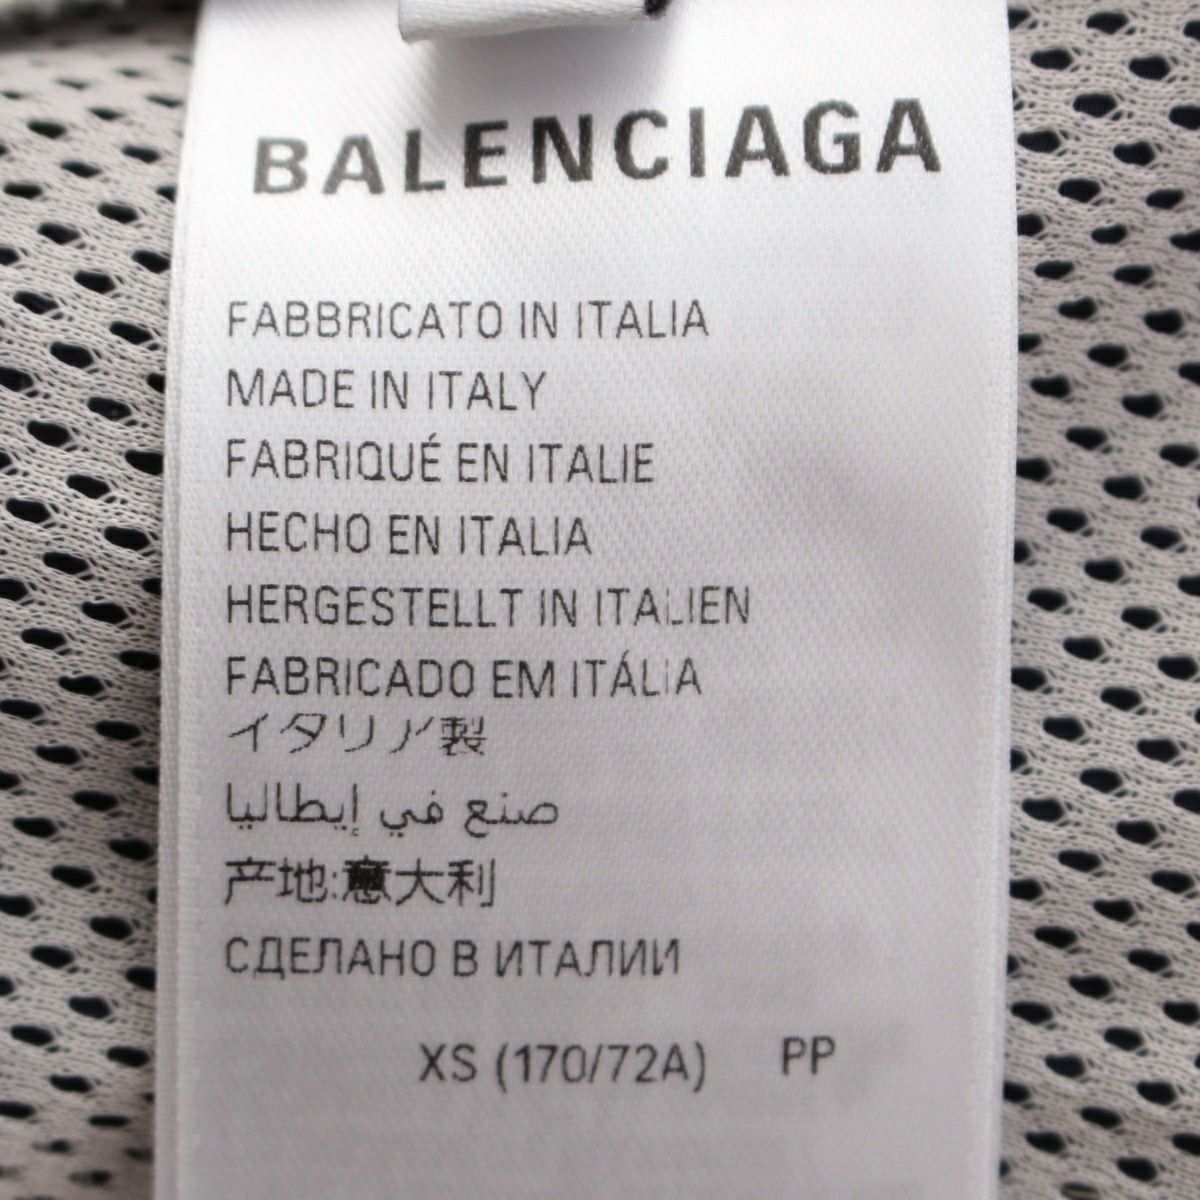 BALENCIAGA
FABBRICATO IN ITALIA
MADE IN ITALY
FABRIQUÉ EN ITALIE
HECHO EN ITALIA
HERGESTELLT IN ITALIEN
FABRICADO EM ITÁLIA
イタリア製
صنع في إيطاليا
产地:意大利
СДЕЛАНО В ИТАЛИИ
XS (170/72A) PP